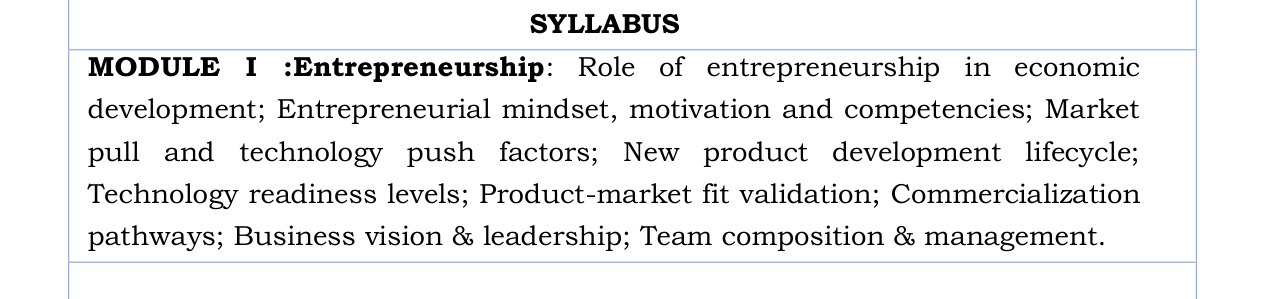 SYLLABUS
MODULE I :Entrepreneurship: Role of entrepreneurship in economic
development; Entrepreneurial mindset, motivation and competencies; Market
pull and technology push factors; New product development lifecycle;
Technology readiness levels; Product-market fit validation; Commercialization
pathways; Business vision & leadership; Team composition & management.